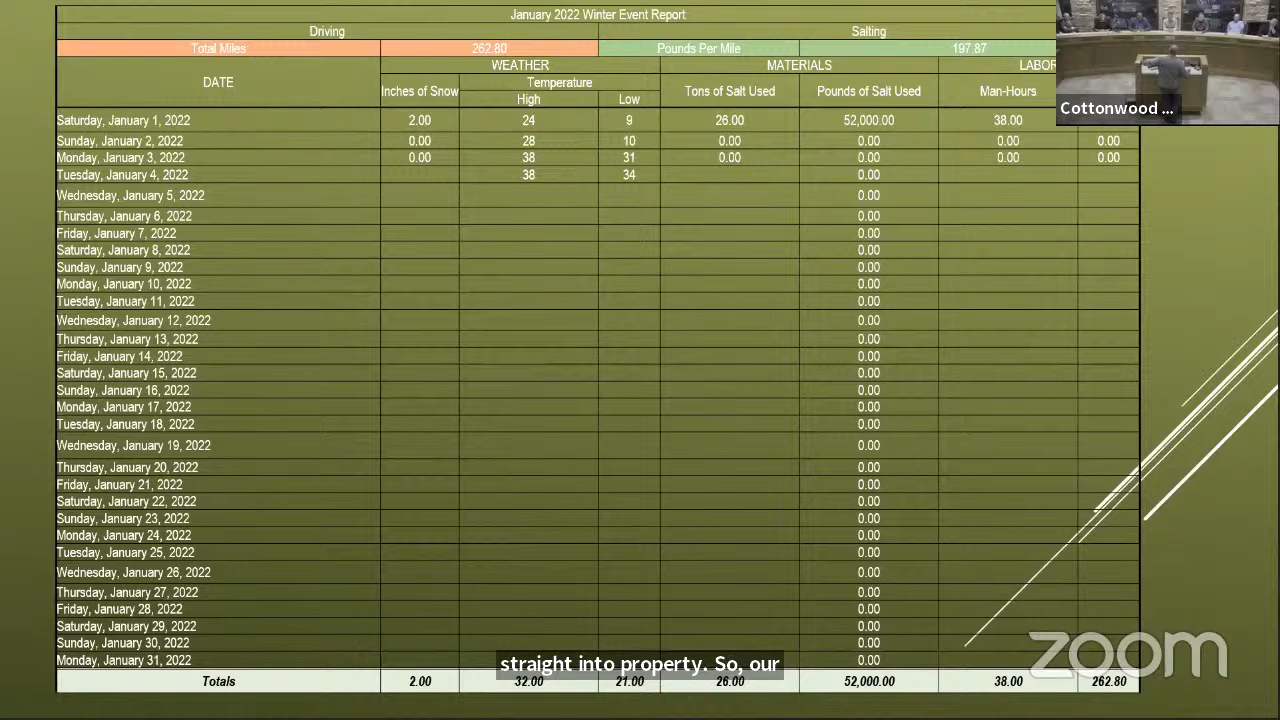 January 2022 Winter Event Report
Driving Salting
Total Miles 262.80 Pounds Per Mile 197.87
DATE WEATHER MATERIALS LABOR
Inches of Snow Temperature Tons of Salt Used Pounds of Salt Used Man-Hours
High Low
Cottonwood ...
Saturday, January 1, 2022 2.00 24 9 26.00 52,000.00 38.00
Sunday, January 2, 2022 0.00 28 10 0.00 0.00 0.00 0.00
Monday, January 3, 2022 0.00 38 31 0.00 0.00 0.00 0.00
Tuesday, January 4, 2022 38 34 0.00
Wednesday, January 5, 2022 0.00
Thursday, January 6, 2022 0.00
Friday, January 7, 2022 0.00
Saturday, January 8, 2022 0.00
Sunday, January 9, 2022 0.00
Monday, January 10, 2022 0.00
Tuesday, January 11, 2022 0.00
Wednesday, January 12, 2022 0.00
Thursday, January 13, 2022 0.00
Friday, January 14, 2022 0.00
Saturday, January 15, 2022 0.00
Sunday, January 16, 2022 0.00
Monday, January 17, 2022 0.00
Tuesday, January 18, 2022 0.00
Wednesday, January 19, 2022 0.00
Thursday, January 20, 2022 0.00
Friday, January 21, 2022 0.00
Saturday, January 22, 2022 0.00
Sunday, January 23, 2022 0.00
Monday, January 24, 2022 0.00
Tuesday, January 25, 2022 0.00
Wednesday, January 26, 2022 0.00
Thursday, January 27, 2022 0.00
Friday, January 28, 2022 0.00
Saturday, January 29, 2022 0.00
Sunday, January 30, 2022 0.00
Monday, January 31, 2022 0.00
straight into property. So, our
Totals 2.00 32.00 21.00 26.00 52,000.00 38.00 262.80
zoom